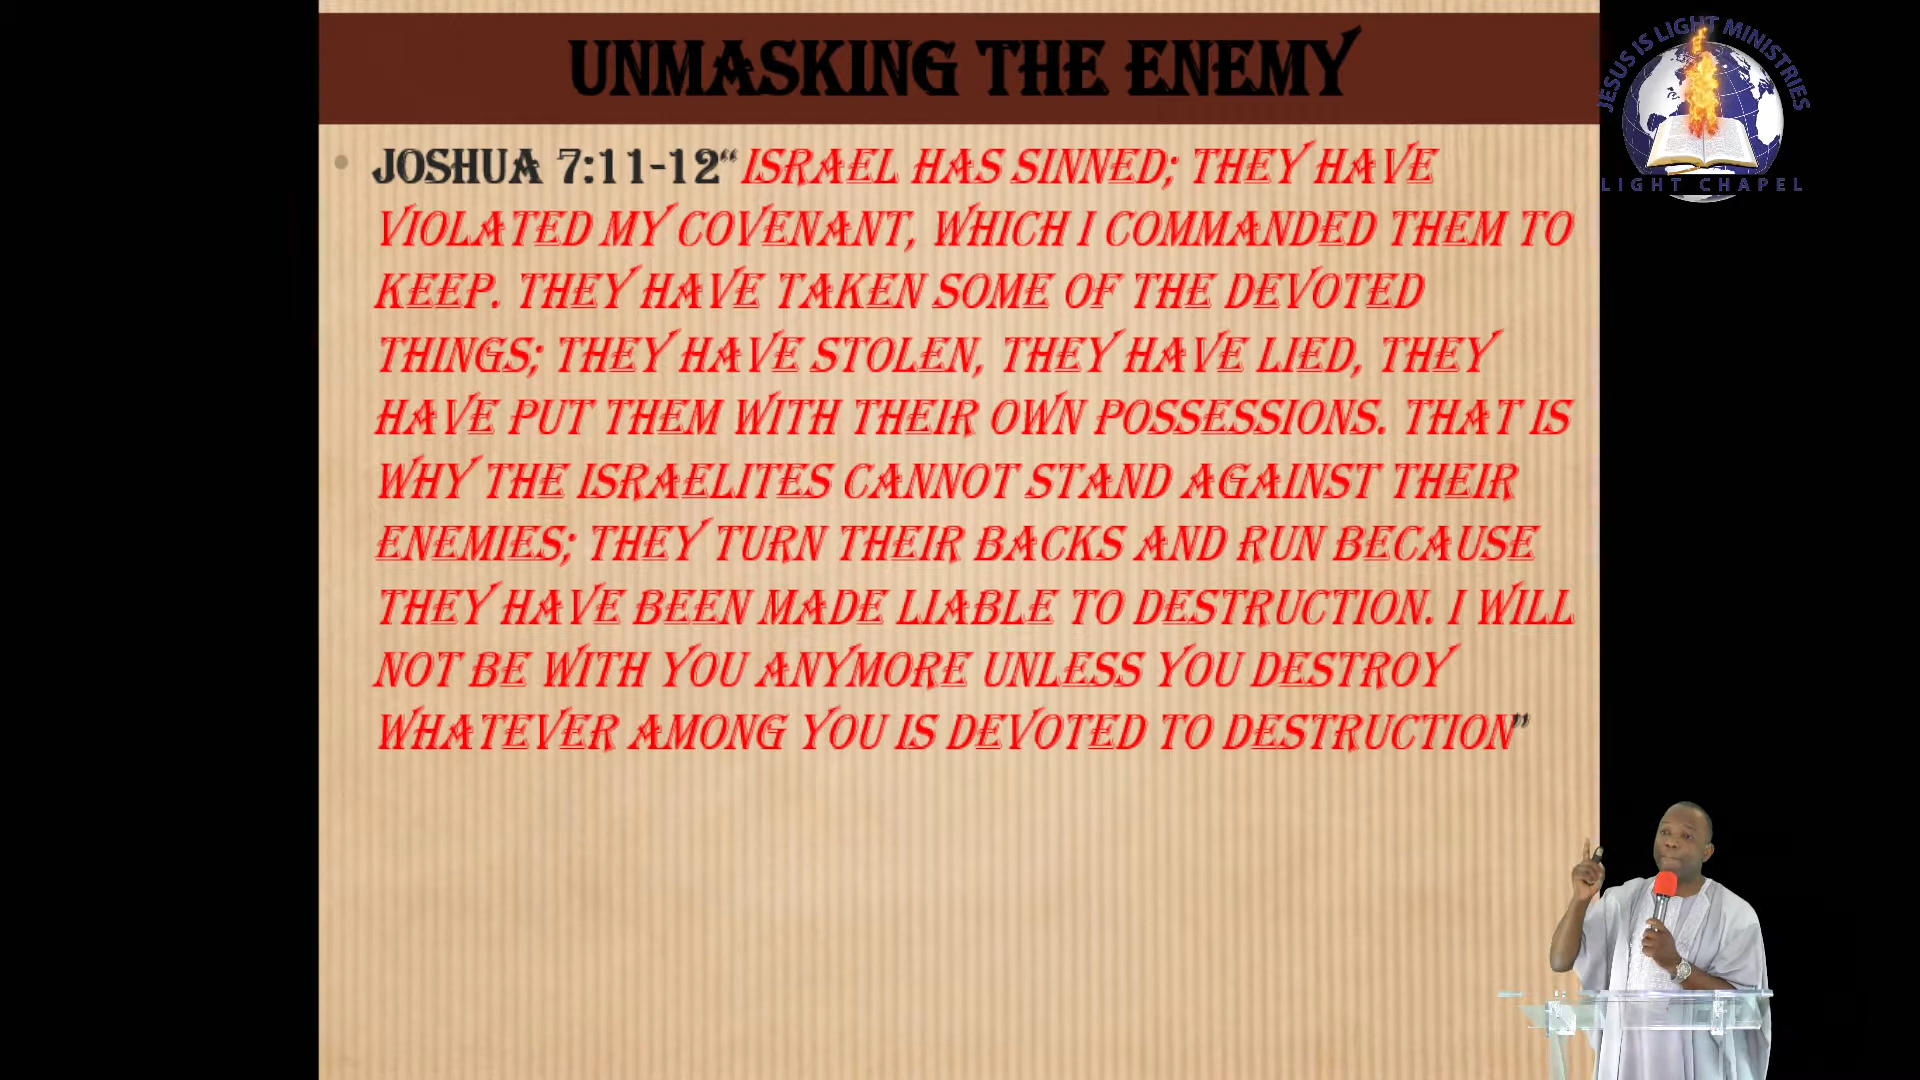 UNMASKING THE ENEMY
JESUS IS LIGHT MINISTRIES
LIGHT CHAPEL
• JOSHUA 7:11-12“ISRAEL HAS SINNED; THEY HAVE
VIOLATED MY COVENANT, WHICH I COMMANDED THEM TO
KEEP. THEY HAVE TAKEN SOME OF THE DEVOTED
THINGS; THEY HAVE STOLEN, THEY HAVE LIED, THEY
HAVE PUT THEM WITH THEIR OWN POSSESSIONS. THAT IS
WHY THE ISRAELITES CANNOT STAND AGAINST THEIR
ENEMIES; THEY TURN THEIR BACKS AND RUN BECAUSE
THEY HAVE BEEN MADE LIABLE TO DESTRUCTION. I WILL
NOT BE WITH YOU ANYMORE UNLESS YOU DESTROY
WHATEVER AMONG YOU IS DEVOTED TO DESTRUCTION”